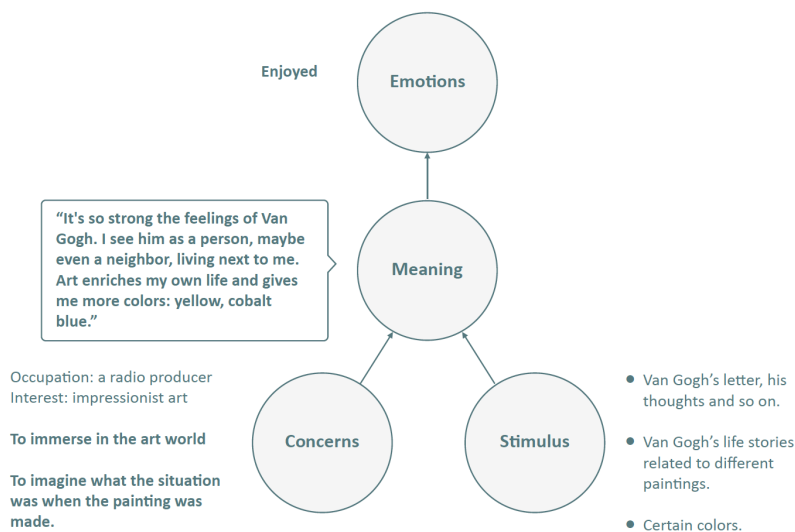 Enjoyed
Emotions
“It's so strong the feelings of Van
Gogh. I see him as a person, maybe
even a neighbor, living next to me.
Art enriches my own life and gives
me more colors: yellow, cobalt
blue.”
Meaning
Occupation: a radio producer
Interest: impressionist art
To immerse in the art world
To imagine what the situation
was when the painting was
made.
Concerns
Stimulus
● Van Gogh’s letter, his
thoughts and so on.
● Van Gogh’s life stories
related to different
paintings.
● Certain colors.